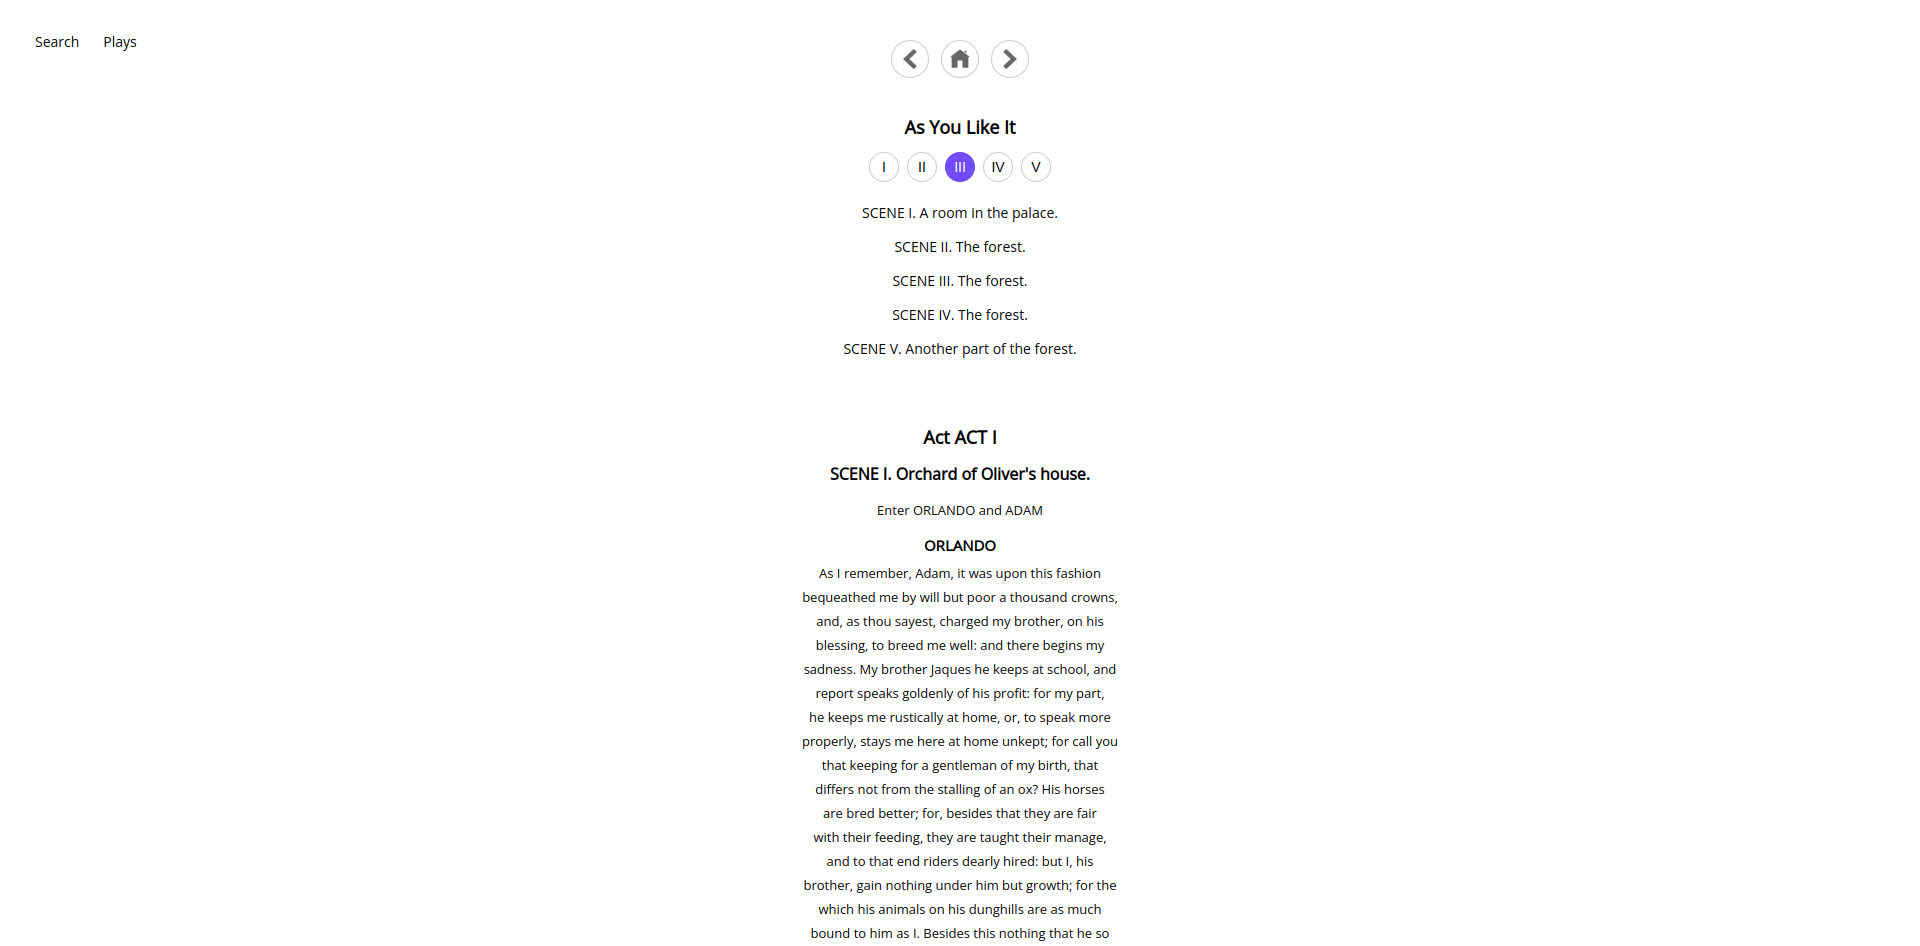 Search Plays
As You Like It
I II III IV V
SCENE I. A room in the palace.
SCENE II. The forest.
SCENE III. The forest.
SCENE IV. The forest.
SCENE V. Another part of the forest.
Act ACT I
SCENE I. Orchard of Oliver's house.
Enter ORLANDO and ADAM
ORLANDO
As I remember, Adam, it was upon this fashion
bequeathed me by will but poor a thousand crowns,
and, as thou sayest, charged my brother, on his
blessing, to breed me well: and there begins my
sadness. My brother Jaques he keeps at school, and
report speaks goldenly of his profit: for my part,
he keeps me rustically at home, or, to speak more
properly, stays me here at home unkept; for call you
that keeping for a gentleman of my birth, that
differs not from the stalling of an ox? His horses
are bred better; for, besides that they are fair
with their feeding, they are taught their manage,
and to that end riders dearly hired: but I, his
brother, gain nothing under him but growth; for the
which his animals on his dunghills are as much
bound to him as I. Besides this nothing that he so